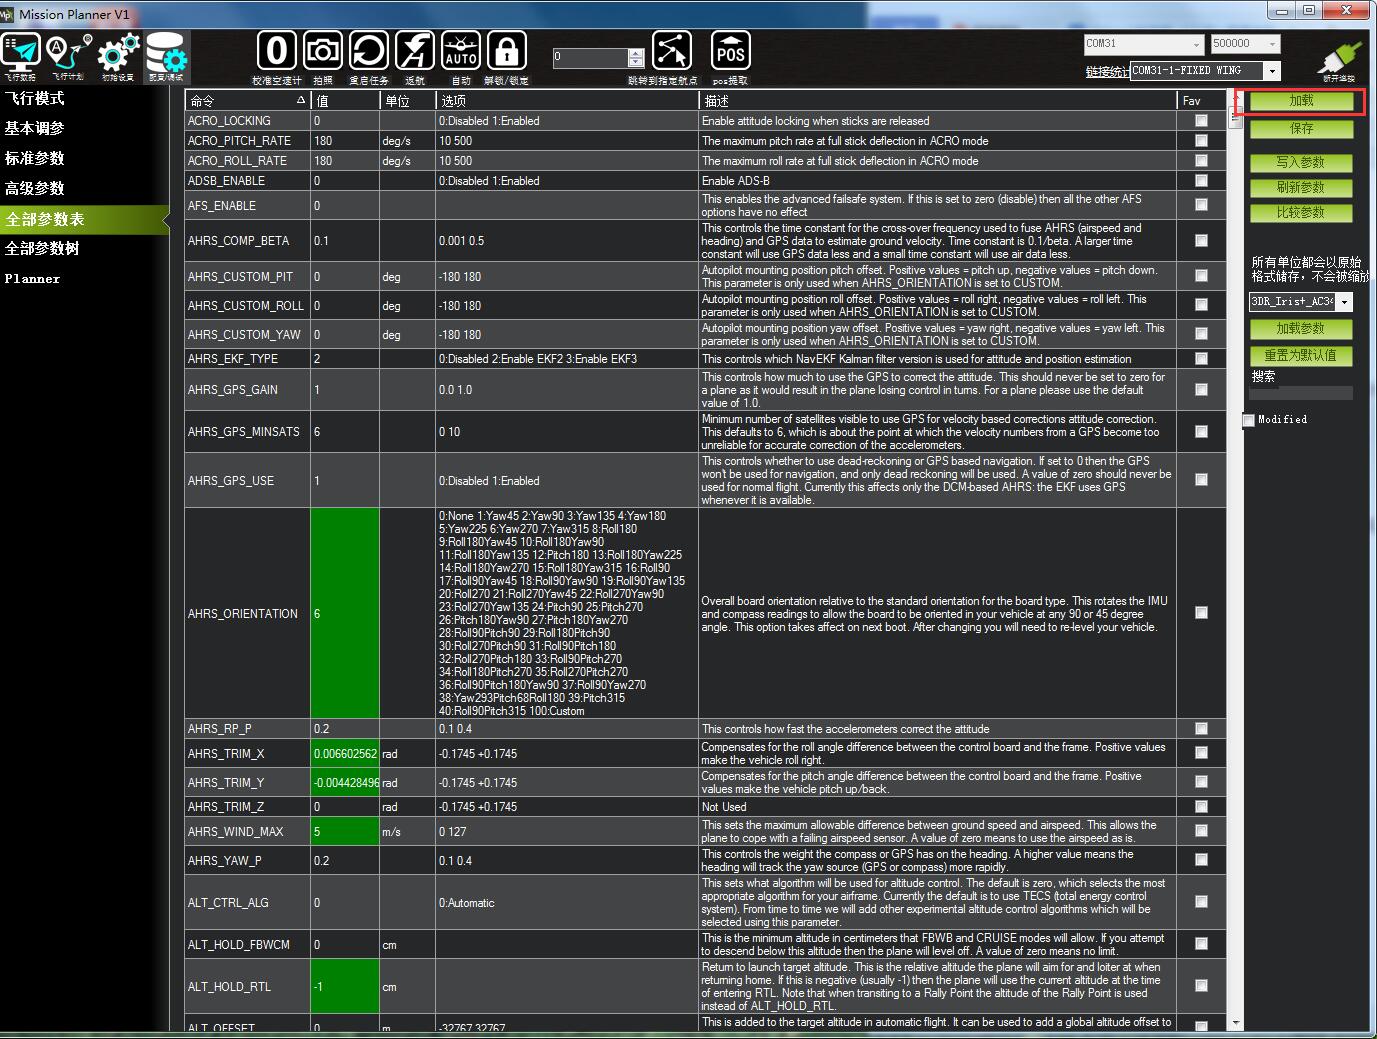 Mission Planner V1
飞行数据 飞行计划 初始设置 配置/调试 校准空速计 拍照 重启任务 返航 自动 解锁/锁定 0 跳转到指定航点 pos提取
AUTO
POS
COM31 500000
链接统计 COM31-1-FIXED WING
断开连接
飞行模式
基本调参
标准参数
高级参数
全部参数表
全部参数树
Planner
命令 值 单位 选项 描述 Fav
ACRO_LOCKING 0 0:Disabled 1:Enabled Enable attitude locking when sticks are released
ACRO_PITCH_RATE 180 deg/s 10 500 The maximum pitch rate at full stick deflection in ACRO mode
ACRO_ROLL_RATE 180 deg/s 10 500 The maximum roll rate at full stick deflection in ACRO mode
ADSB_ENABLE 0 0:Disabled 1:Enabled Enable ADS-B
AFS_ENABLE 0 This enables the advanced failsafe system. If this is set to zero (disable) then all the other AFS
options have no effect
AHRS_COMP_BETA 0.1 0.001 0.5 This controls the time constant for the cross-over frequency used to fuse AHRS (airspeed and
heading) and GPS data to estimate ground velocity. Time constant is 0.1/beta. A larger time
constant will use GPS data less and a small time constant will use air data less.
AHRS_CUSTOM_PIT 0 deg -180 180 Autopilot mounting position pitch offset. Positive values = pitch up, negative values = pitch down.
This parameter is only used when AHRS_ORIENTATION is set to CUSTOM.
AHRS_CUSTOM_ROLL 0 deg -180 180 Autopilot mounting position roll offset. Positive values = roll right, negative values = roll left. This
parameter is only used when AHRS_ORIENTATION is set to CUSTOM.
AHRS_CUSTOM_YAW 0 deg -180 180 Autopilot mounting position yaw offset. Positive values = yaw right, negative values = yaw left. This
parameter is only used when AHRS_ORIENTATION is set to CUSTOM.
AHRS_EKF_TYPE 2 0:Disabled 2:Enable EKF2 3:Enable EKF3 This controls which NavEKF Kalman filter version is used for attitude and position estimation
AHRS_GPS_GAIN 1 0.0 1.0 This controls how much to use the GPS to correct the attitude. This should never be set to zero for
a plane as it would result in the plane losing control in turns. For a plane please use the default
value of 1.0.
AHRS_GPS_MINSATS 6 0 10 Minimum number of satellites visible to use GPS for velocity based corrections attitude correction.
This defaults to 6, which is about the point at which the velocity numbers from a GPS become too
unreliable for accurate correction of the accelerometers.
AHRS_GPS_USE 1 0:Disabled 1:Enabled This controls whether to use dead-reckoning or GPS based navigation. If set to 0 then the GPS
won't be used for navigation, and only dead reckoning will be used. A value of zero should never be
used for normal flight. Currently this affects only the DCM-based AHRS: the EKF uses GPS
whenever it is available.
AHRS_ORIENTATION 6
0:None 1:Yaw45 2:Yaw90 3:Yaw135 4:Yaw180
5:Yaw225 6:Yaw270 7:Yaw315 8:Roll180
9:Roll180Yaw45 10:Roll180Yaw90
11:Roll180Yaw135 12:Pitch180 13:Roll180Yaw225
14:Roll180Yaw270 15:Roll180Yaw315 16:Roll90
17:Roll90Yaw45 18:Roll90Yaw90 19:Roll90Yaw135
20:Roll270 21:Roll270Yaw45 22:Roll270Yaw90
23:Roll270Yaw135 24:Pitch90 25:Pitch270
26:Pitch180Yaw90 27:Pitch180Yaw270
28:Roll90Pitch90 29:Roll180Pitch90
30:Roll270Pitch90 31:Roll90Pitch180
32:Roll270Pitch180 33:Roll90Pitch270
34:Roll180Pitch270 35:Roll270Pitch270
36:Roll90Pitch180Yaw90 37:Roll90Yaw270
38:Yaw293Pitch68Roll180 39:Pitch315
40:Roll90Pitch315 100:Custom
Overall board orientation relative to the standard orientation for the board type. This rotates the IMU
and compass readings to allow the board to be oriented in your vehicle at any 90 or 45 degree
angle. This option takes affect on next boot. After changing you will need to re-level your vehicle.
AHRS_RP_P 0.2 0.1 0.4 This controls how fast the accelerometers correct the attitude
AHRS_TRIM_X 0.006602562 rad -0.1745 +0.1745 Compensates for the roll angle difference between the control board and the frame. Positive values
make the vehicle roll right.
AHRS_TRIM_Y -0.004428496 rad -0.1745 +0.1745 Compensates for the pitch angle difference between the control board and the frame. Positive
values make the vehicle pitch up/back.
AHRS_TRIM_Z 0 rad -0.1745 +0.1745 Not Used
AHRS_WIND_MAX 5 m/s 0 127 This sets the maximum allowable difference between ground speed and airspeed. This allows the
plane to cope with a failing airspeed sensor. A value of zero means to use the airspeed as is.
AHRS_YAW_P 0.2 0.1 0.4 This controls the weight the compass or GPS has on the heading. A higher value means the
heading will track the yaw source (GPS or compass) more rapidly.
ALT_CTRL_ALG 0 0:Automatic This sets what algorithm will be used for altitude control. The default is zero, which selects the most
appropriate algorithm for your airframe. Currently the default is to use TECS (total energy control
system). From time to time we will add other experimental altitude control algorithms which will be
selected using this parameter.
ALT_HOLD_FBWCM 0 cm This is the minimum altitude in centimeters that FBWB and CRUISE modes will allow. If you attempt
to descend below this altitude then the plane will level off. A value of zero means no limit.
ALT_HOLD_RTL -1 cm Return to launch target altitude. This is the relative altitude the plane will aim for and loiter at when
returning home. If this is negative (usually -1) then the plane will use the current altitude at the time
of entering RTL. Note that when transiting to a Rally Point the altitude of the Rally Point is used
instead of ALT_HOLD_RTL.
ALT_OFFSET 0 m -32767 32767 This is added to the target altitude in automatic flight. It can be used to add a global altitude offset to
加载
保存
写入参数
刷新参数
比较参数
所有单位都会以原始
格式储存，不会被缩放
3DR_Iris+_AC34
加载参数
重置为默认值
搜索
Modified